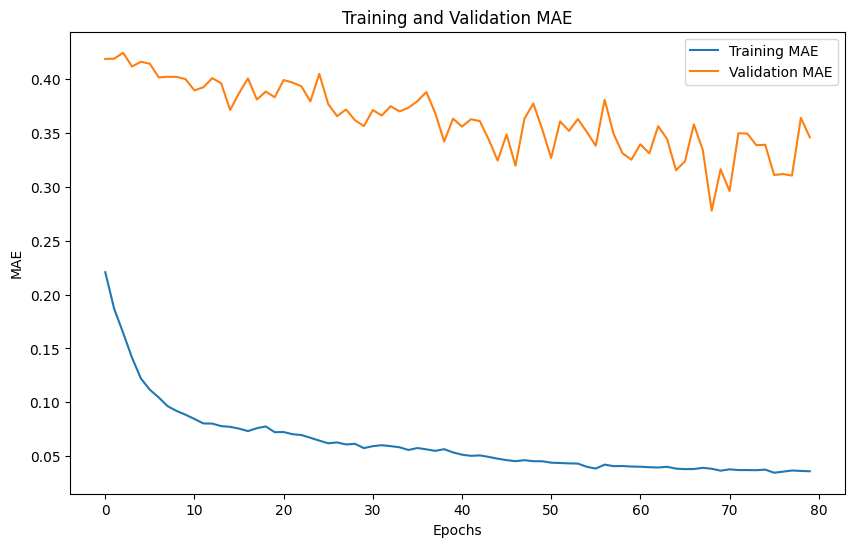 Training and Validation MAE
Training MAE
Validation MAE
MAE
0.40
0.35
0.30
0.25
0.20
0.15
0.10
0.05
0 10 20 30 40 50 60 70 80
Epochs